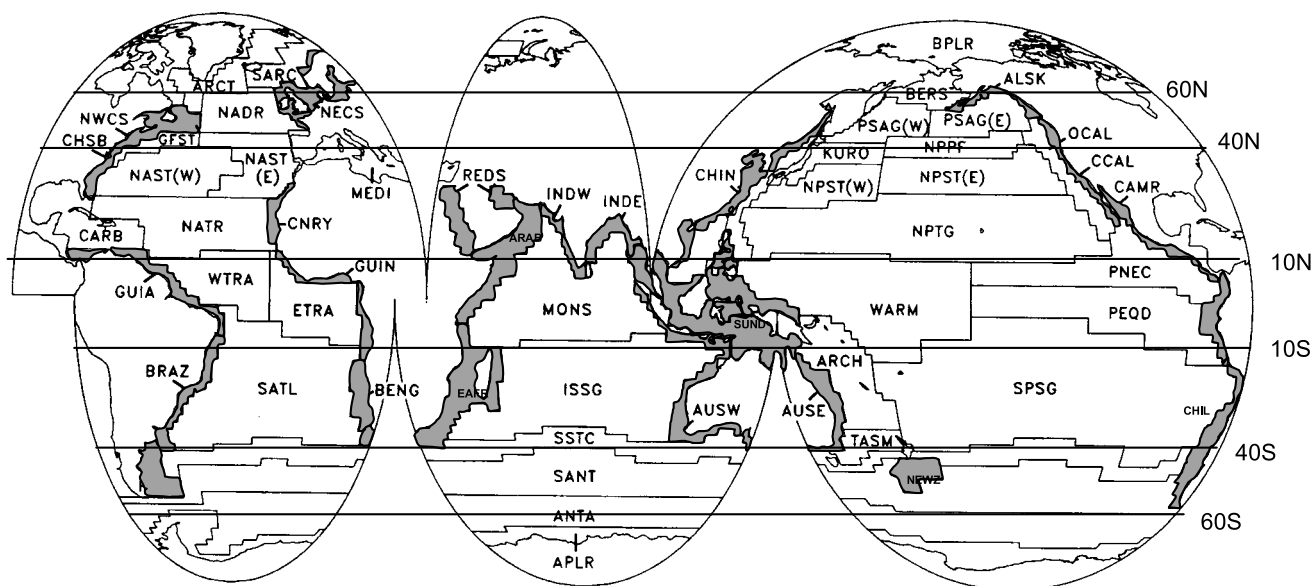 BPLR
SARC
ARCT
ALSK
60N
BERS
NWCS
NADR
NECS
PSAG(W)
PSAG(E)
OCAL
CHSB
GFST
KURO
NPPF
40N
NAST(W)
NAST
(E)
MEDI
REDS
INDW
INDE
CHIN
NPST(W)
NPST(E)
CCAL
CAMR
CARB
NATR
CNRY
ARAB
NPTG
GUIN
10N
GUIA
WTRA
ETRA
MONS
WARM
PNEC
PEQD
SUND
10S
BRAZ
SATL
BENG
EAFR
ISSG
AUSW
AUSE
ARCH
SPSG
CHIL
SSTC
TASM
40S
SANT
NEWZ
ANTA
60S
APLR